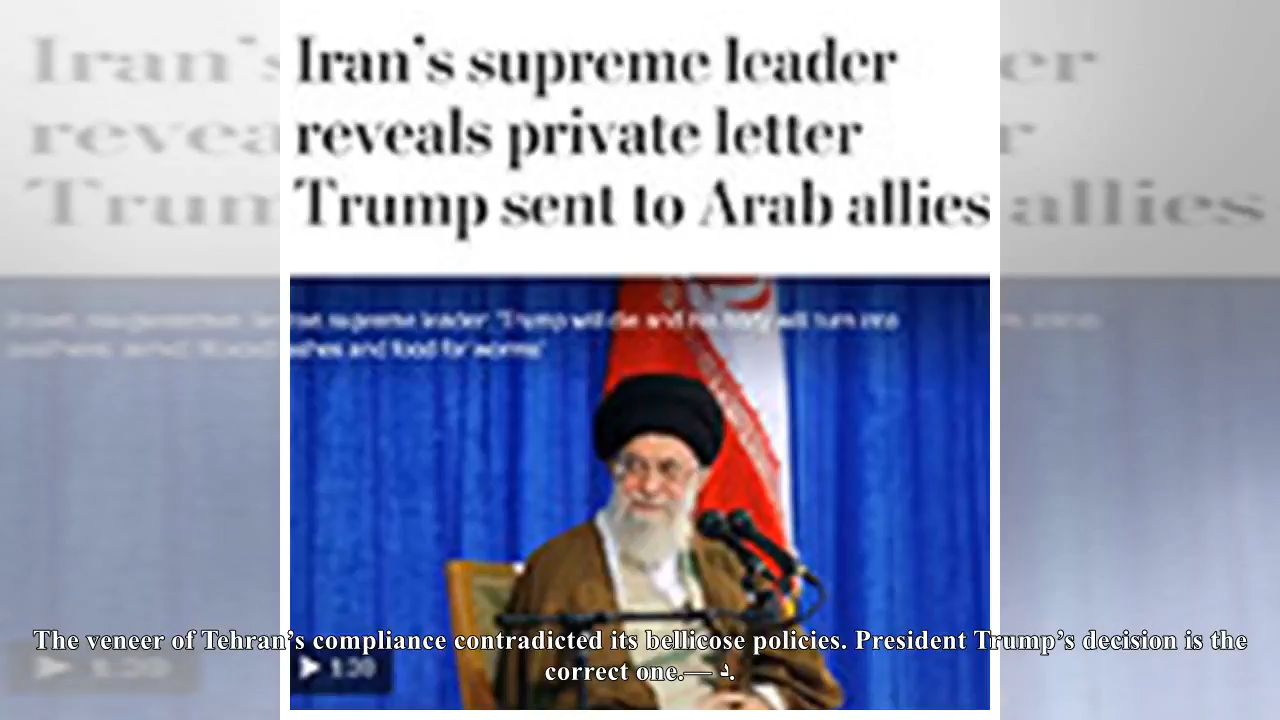 Iran's supreme leader
reveals private letter
Trump sent to Arab allies
supreme leader: 'Trump will die and his body will turn into
ashes and food for worms'
The veneer of Tehran’s compliance contradicted its bellicose policies. President Trump’s decision is the
correct one.— د.
1:20